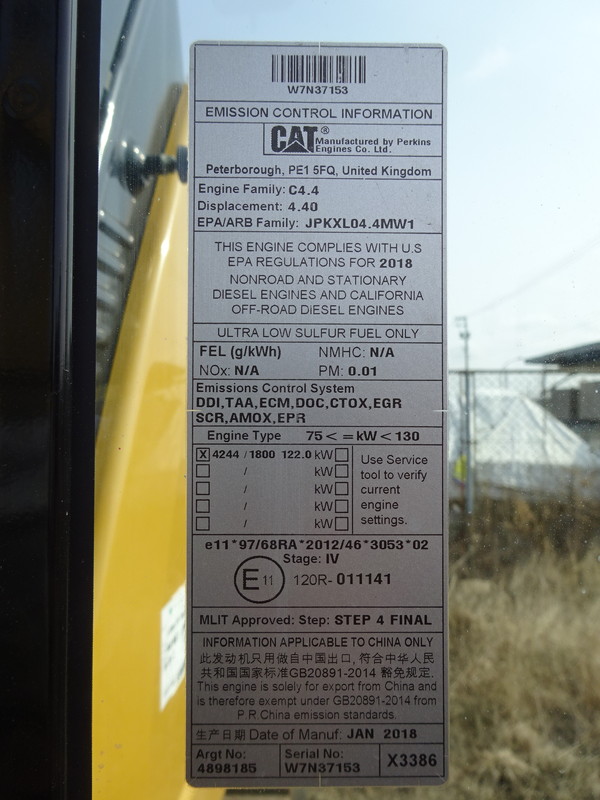 W7N37153
EMISSION CONTROL INFORMATION
CAT® Manufactured by Perkins
Engines Co. Ltd.
Peterborough, PE1 5FQ, United Kingdom
Engine Family: C4.4
Displacement: 4.40
EPA/ARB Family: JPKXL04.4MW1
THIS ENGINE COMPLIES WITH U.S
EPA REGULATIONS FOR 2018
NONROAD AND STATIONARY
DIESEL ENGINES AND CALIFORNIA
OFF-ROAD DIESEL ENGINES
ULTRA LOW SULFUR FUEL ONLY
FEL (g/kWh) NMHC: N/A
NOx: N/A PM: 0.01
Emissions Control System
DDI,TAA,ECM,DOC,CTOX,EGR
SCR,AMOX,EPR
Engine Type 75 < = kW < 130
X 4244 / 1800 122.0 kW
/ kW
/ kW
/ kW
/ kW
Use Service
tool to verify
current
engine
settings.
e11*97/68RA*2012/46*3053*02
Stage: IV
E11 120R- 011141
MLIT Approved: Step: STEP 4 FINAL
INFORMATION APPLICABLE TO CHINA ONLY
此发动机只用做自中国出口, 符合中华人民
共和国国家标准GB20891-2014 豁免规定.
This engine is solely for export from China and
is therefore exempt under GB20891-2014 from
P.R.China emission standards.
生产日期 Date of Manuf: JAN 2018
Argt No: 4898185
Serial No: W7N37153
X3386